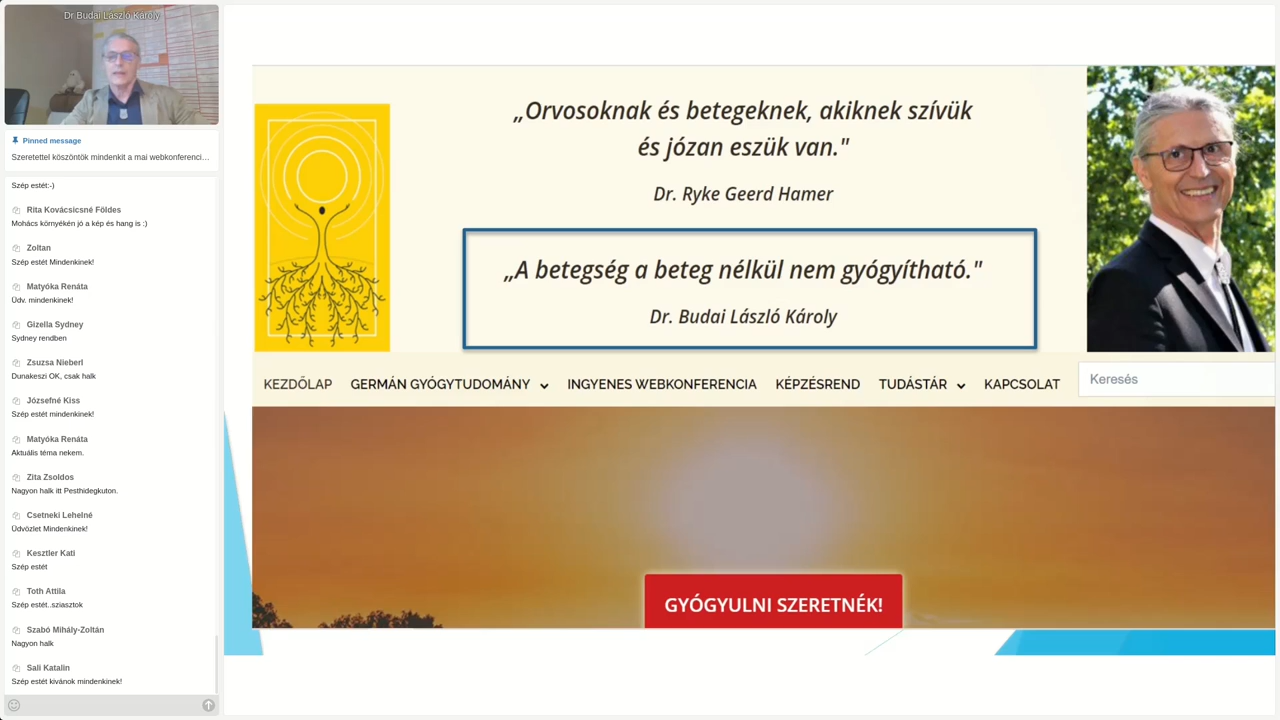 Dr Budai László Károly
Pinned message
Szeretettel köszöntök mindenkit a mai webkonferenci…
Szép estét:-)
Rita Kovácsicsné Földes
Mohács környékén jó a kép és hang is :)
Zoltan
Szép estét Mindenkinek!
Matyóka Renáta
Üdv. mindenkinek!
Gizella Sydney
Sydney rendben
Zsuzsa Nieberl
Dunakeszi OK, csak halk
Józsefné Kiss
Szép estét mindenkinek!
Matyóka Renáta
Aktuális téma nekem.
Zita Zsoldos
Nagyon halk itt Pesthidegkuton.
Csetneki Lehelné
Üdvözlet Mindenkinek!
Kesztler Kati
Szép estét
Toth Attila
Szép estét..sziasztok
Szabó Mihály-Zoltán
Nagyon halk
Sali Katalin
Szép estét kivánok mindenkinek!
„Orvosoknak és betegeknek, akiknek szívük
és józan eszük van."
Dr. Ryke Geerd Hamer
„A betegség a beteg nélkül nem gyógyítható."
Dr. Budai László Károly
KEZDŐLAP GERMÁN GYÓGYTUDOMÁNY INGYENES WEBKONFERENCIA KÉPZÉSREND TUDÁSTÁR KAPCSOLAT Keresés
GYÓGYULNI SZERETNÉK!